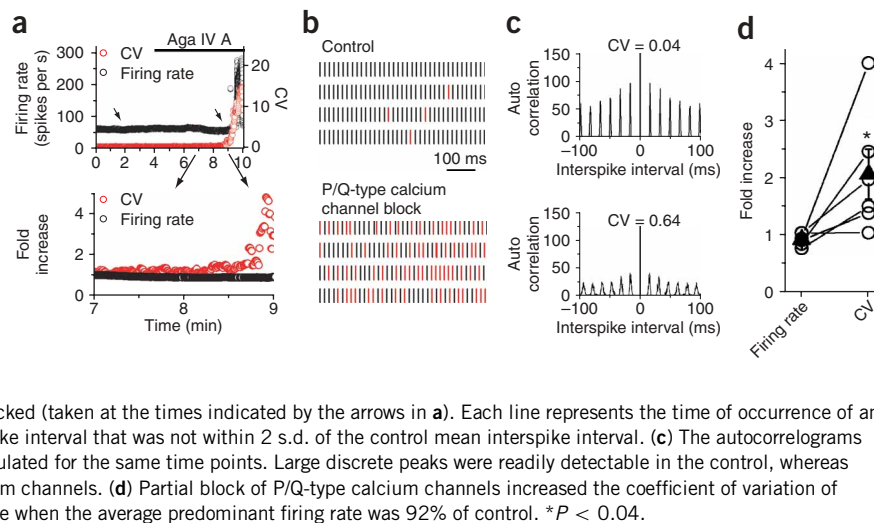 a
Aga IV A
CV
Firing rate
Firing rate
(spikes per s)
300
200
100
0
20
10
0
CV
0 2 4 6 8 10
CV
Firing rate
Fold
increase
4
2
0
7 8 9
Time (min)
b
Control
100 ms
P/Q-type calcium
channel block
c
CV = 0.04
Auto
correlation
150
100
50
0
−100 0 100
Interspike interval (ms)
CV = 0.64
Auto
correlation
150
100
50
0
−100 0 100
Interspike interval (ms)
d
Fold increase
4
3
2
1
0
*
Firing rate
CV
cked (taken at the times indicated by the arrows in a). Each line represents the time of occurrence of an
ke interval that was not within 2 s.d. of the control mean interspike interval. (c) The autocorrelograms
ulated for the same time points. Large discrete peaks were readily detectable in the control, whereas
m channels. (d) Partial block of P/Q-type calcium channels increased the coefficient of variation of
e when the average predominant firing rate was 92% of control. *P < 0.04.